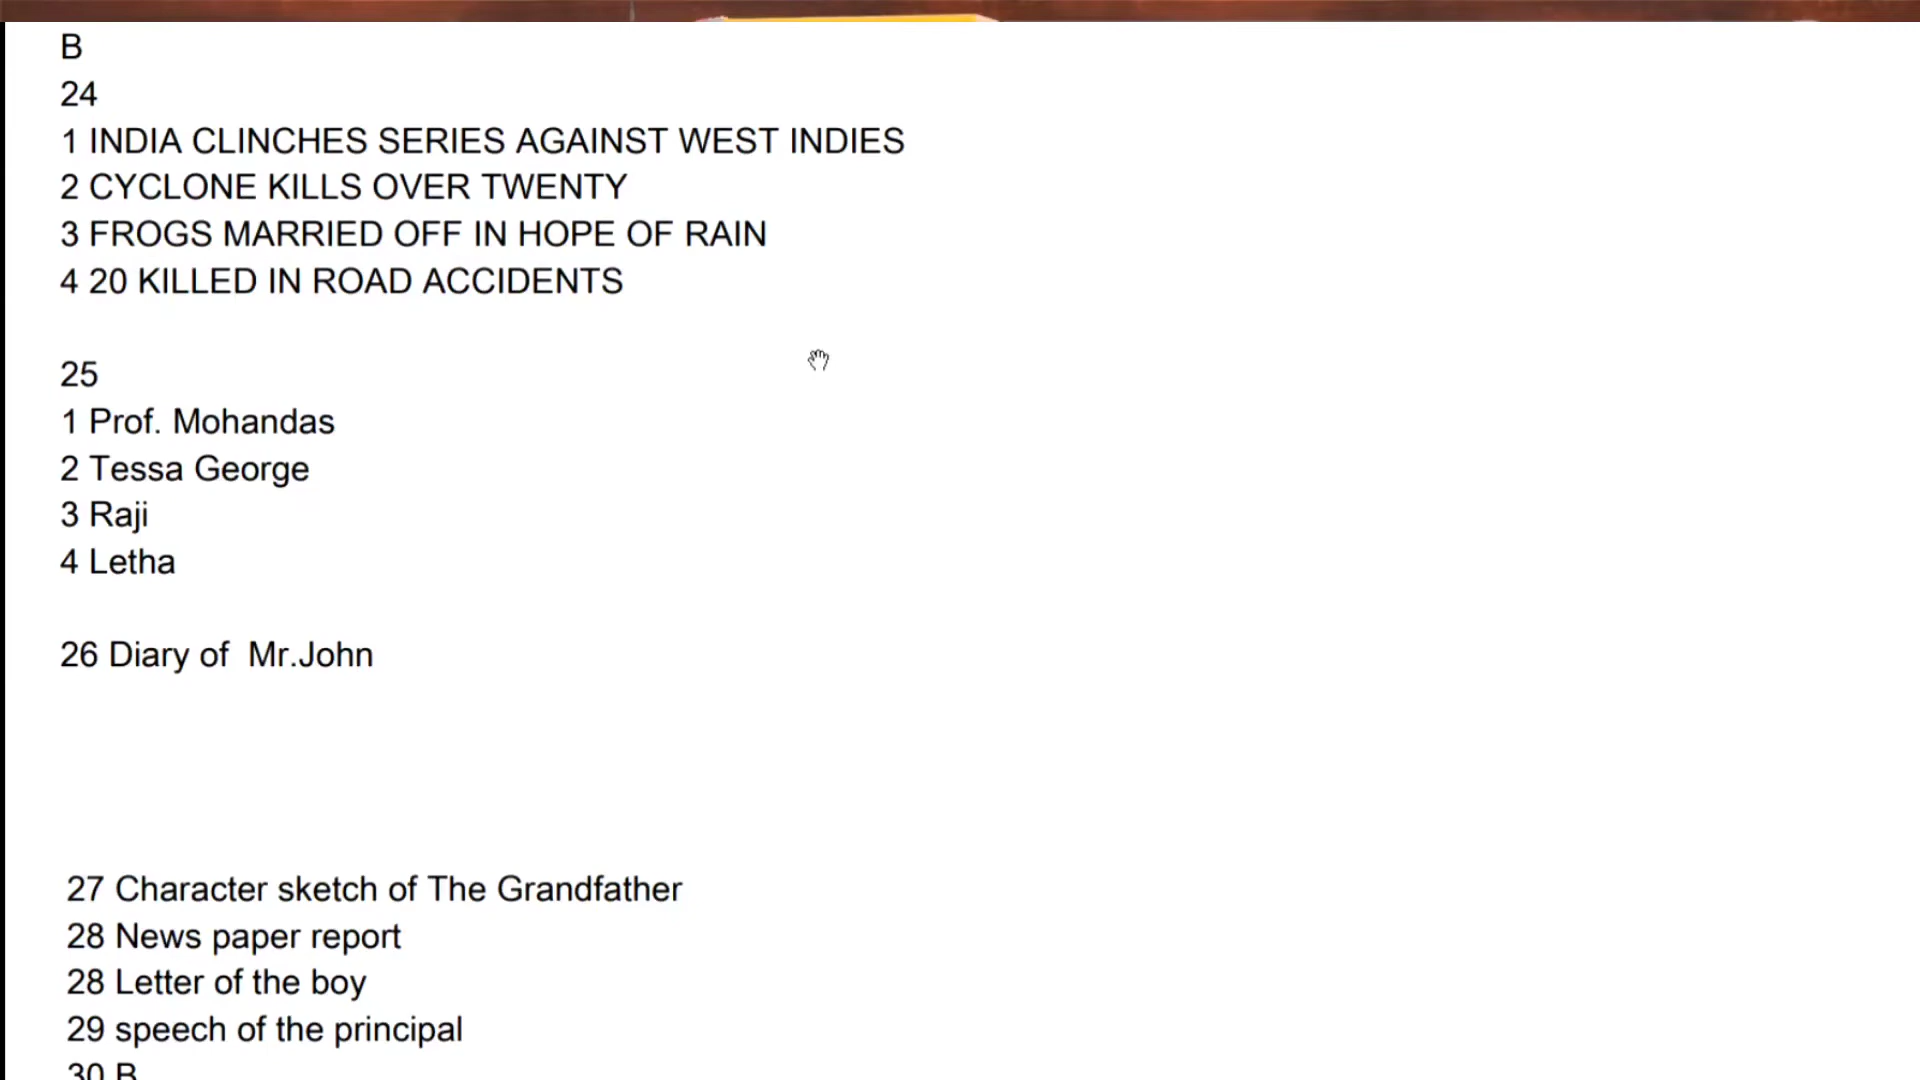 B
24
1 INDIA CLINCHES SERIES AGAINST WEST INDIES
2 CYCLONE KILLS OVER TWENTY
3 FROGS MARRIED OFF IN HOPE OF RAIN
4 20 KILLED IN ROAD ACCIDENTS
25
1 Prof. Mohandas
2 Tessa George
3 Raji
4 Letha
26 Diary of  Mr.John
27 Character sketch of The Grandfather
28 News paper report
28 Letter of the boy
29 speech of the principal
30 B